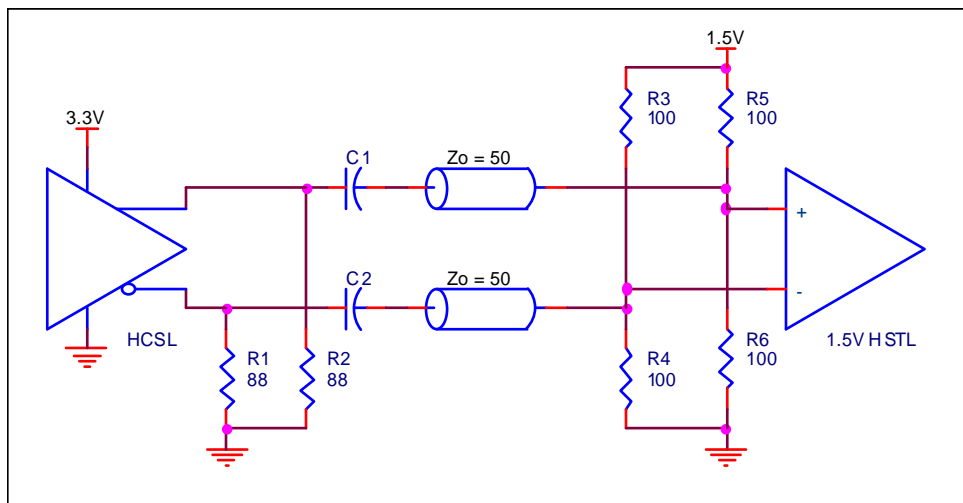 1.5V
R3
100
R5
100
3.3V
C1
Zo = 50
+
C2
Zo = 50
-
HCSL
R1
88
R2
88
R4
100
R6
100
1.5V HSTL